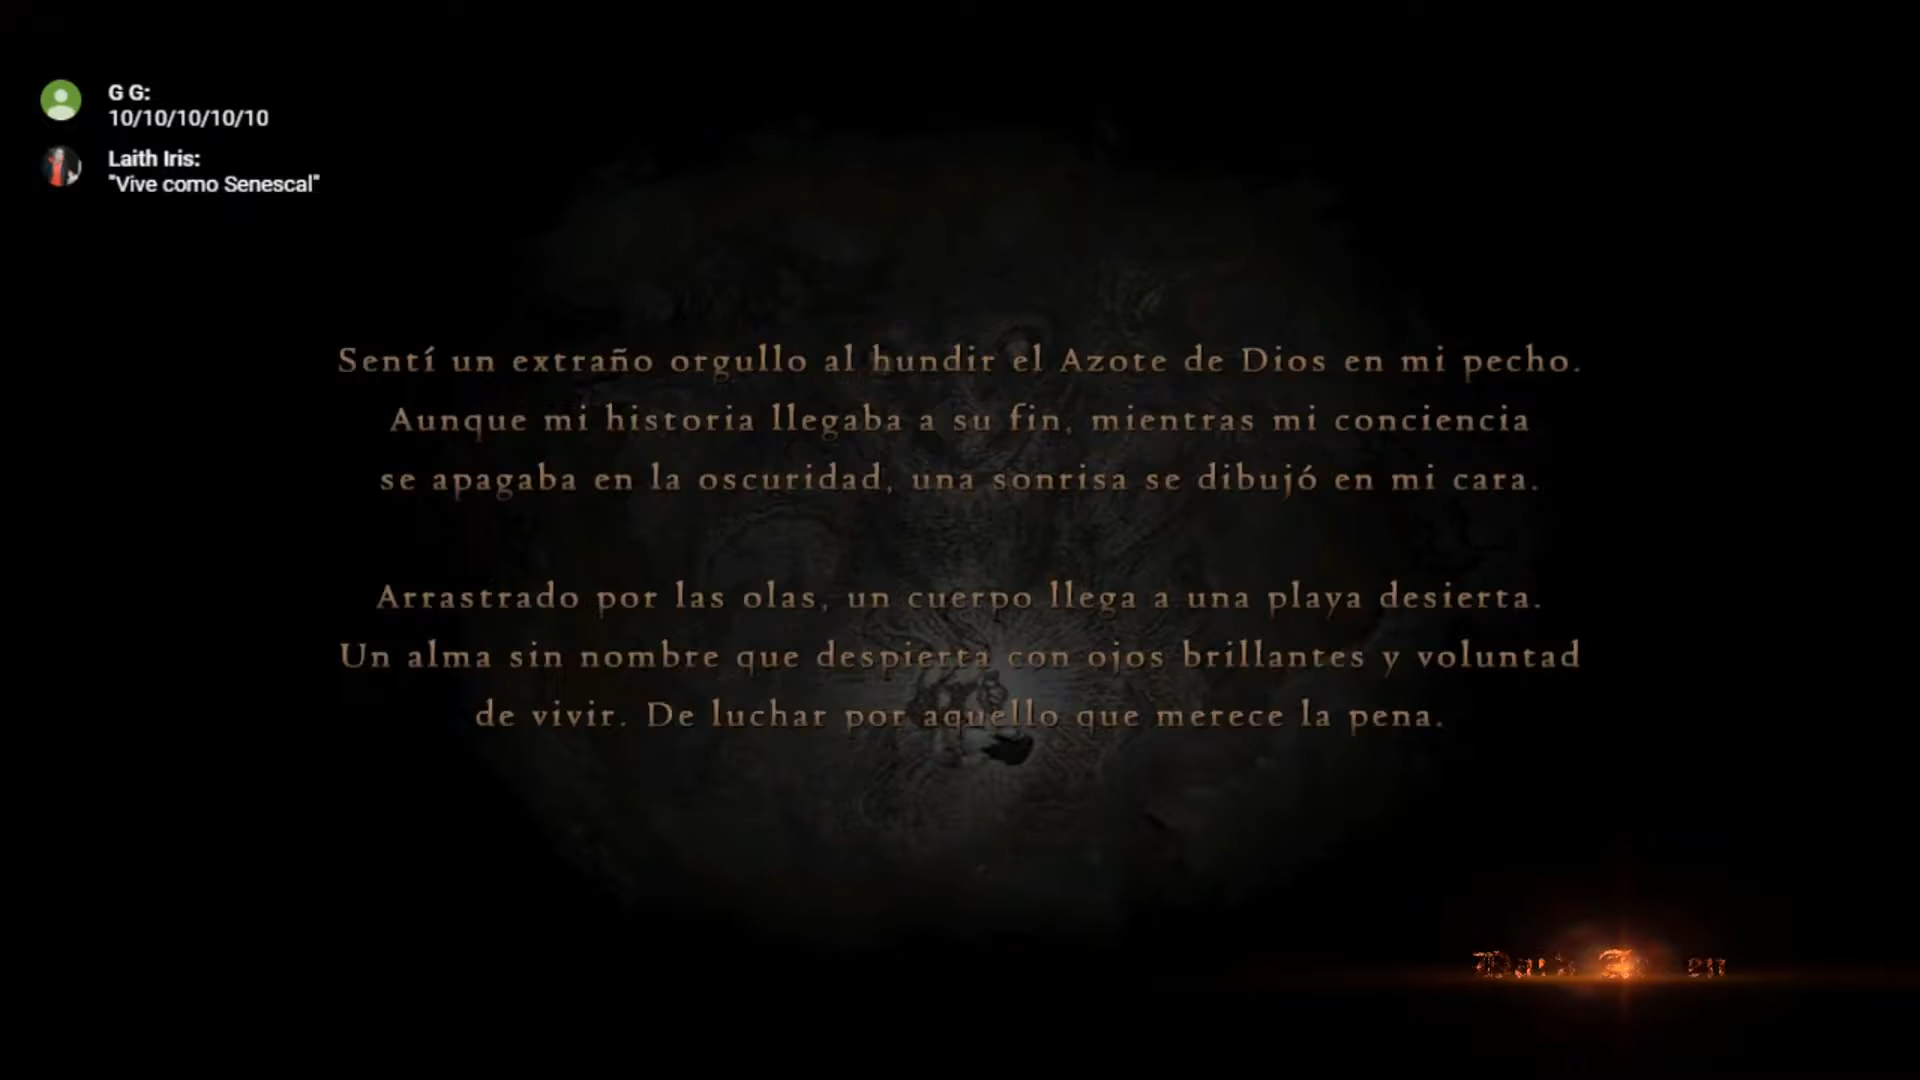 G G:
10/10/10/10/10
Laith Iris:
"Vive como Senescal"
Sentí un extraño orgullo al hundir el Azote de Dios en mi pecho.
Aunque mi historia llegaba a su fin, mientras mi conciencia
se apagaba en la oscuridad, una sonrisa se dibujó en mi cara.
Arrastrado por las olas, un cuerpo llega a una playa desierta.
Un alma sin nombre que despierta con ojos brillantes y voluntad
de vivir. De luchar por aquello que merece la pena.